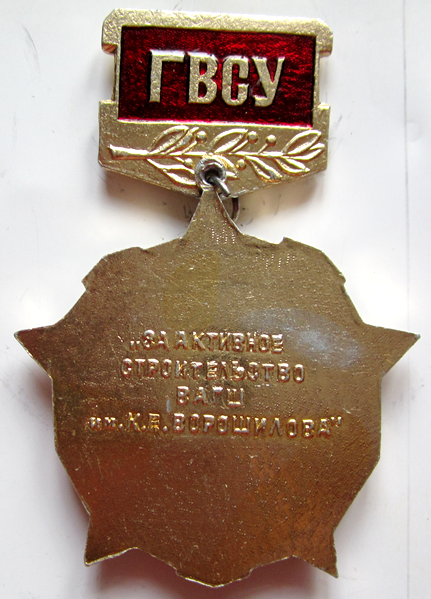 ГВСУ
„ЗА АКТИВНОЕ
СТРОИТЕЛЬСТВО
ВАГШ
им. К.Е. ВОРОШИЛОВА"